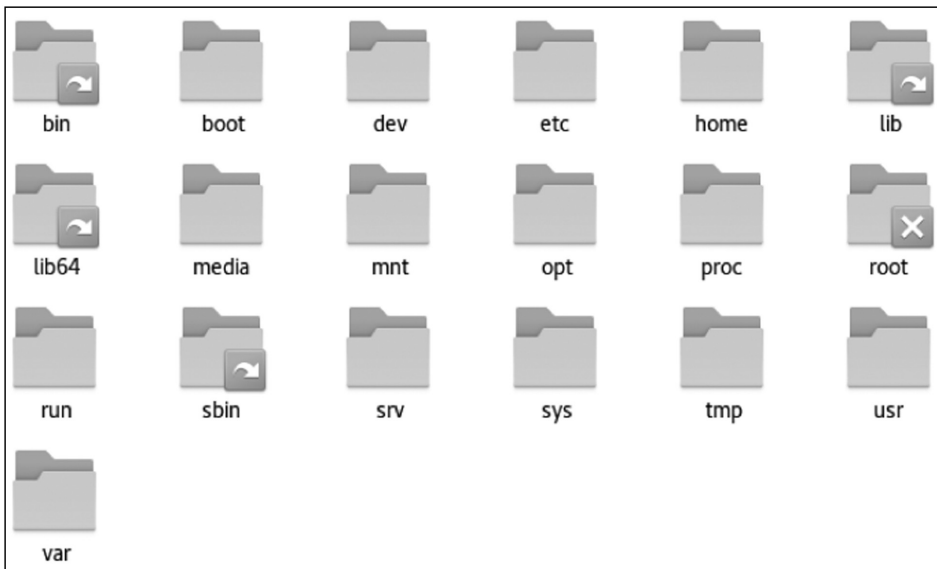 bin boot dev etc home lib
lib64 media mnt opt proc root
run sbin srv sys tmp usr
var